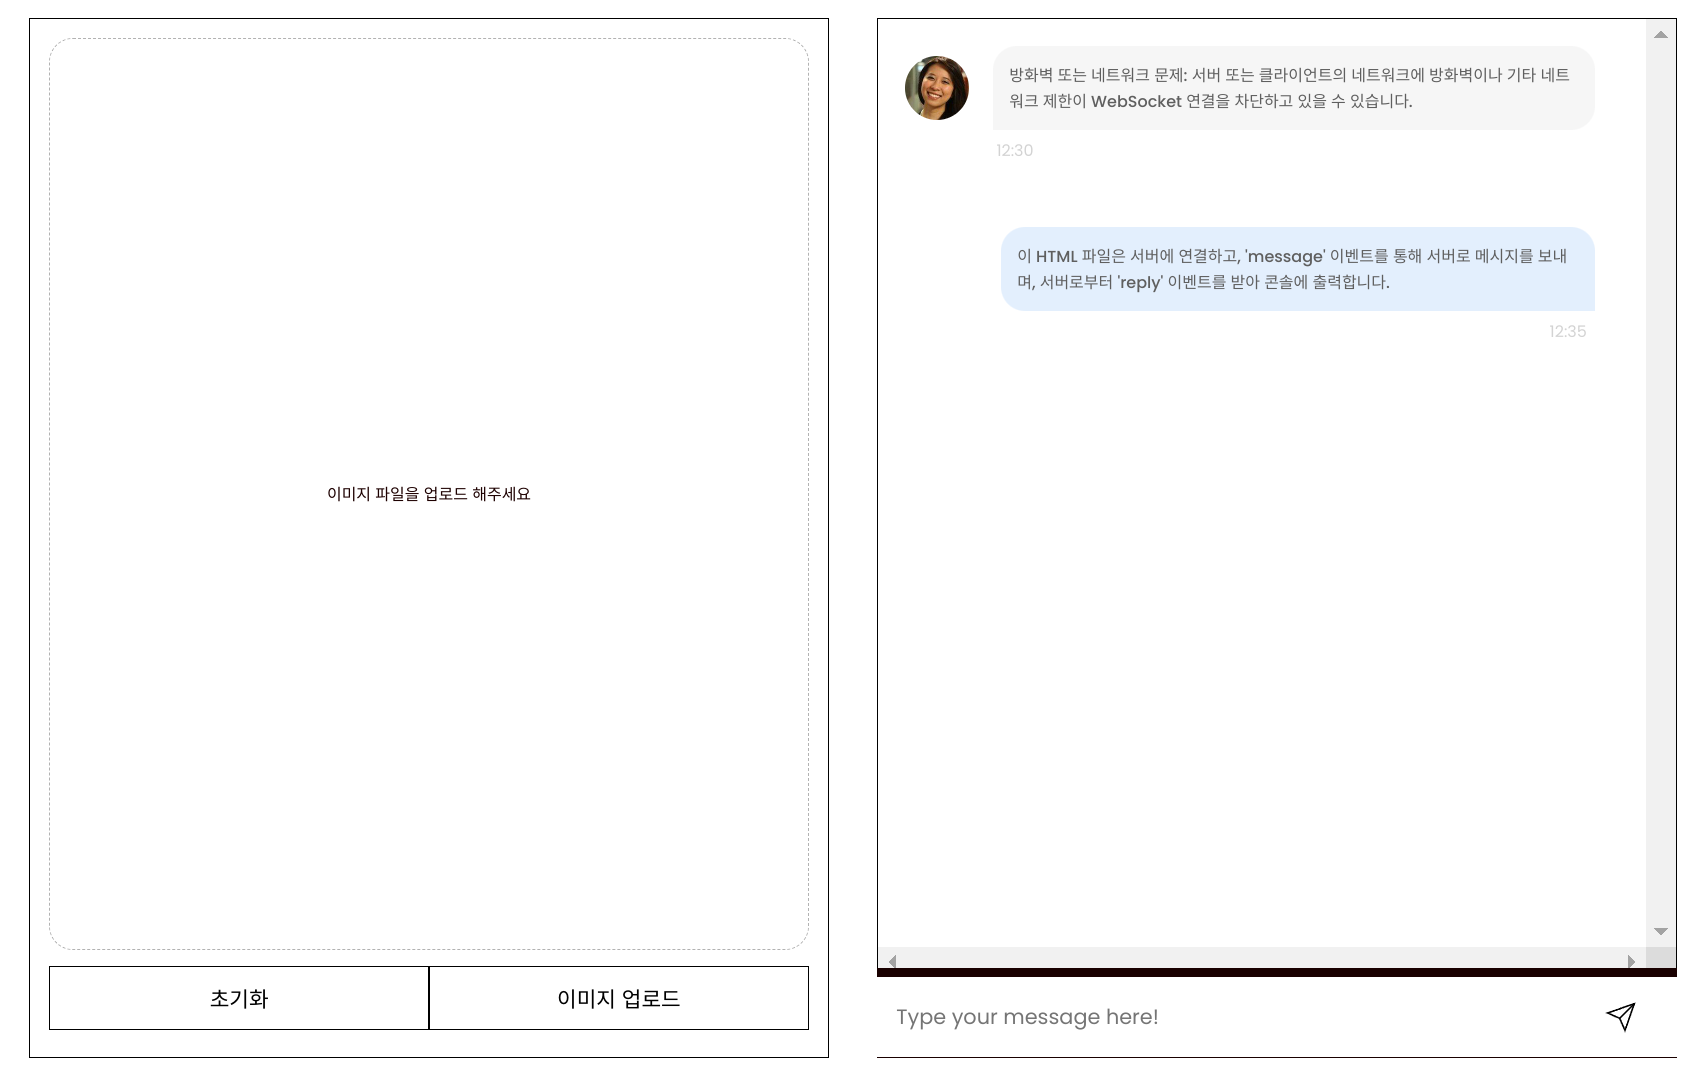 이미지 파일을 업로드 해주세요
초기화
이미지 업로드
방화벽 또는 네트워크 문제: 서버 또는 클라이언트의 네트워크에 방화벽이나 기타 네트
워크 제한이 WebSocket 연결을 차단하고 있을 수 있습니다.
12:30
이 HTML 파일은 서버에 연결하고, 'message' 이벤트를 통해 서버로 메시지를 보내
며, 서버로부터 'reply' 이벤트를 받아 콘솔에 출력합니다.
12:35
Type your message here!